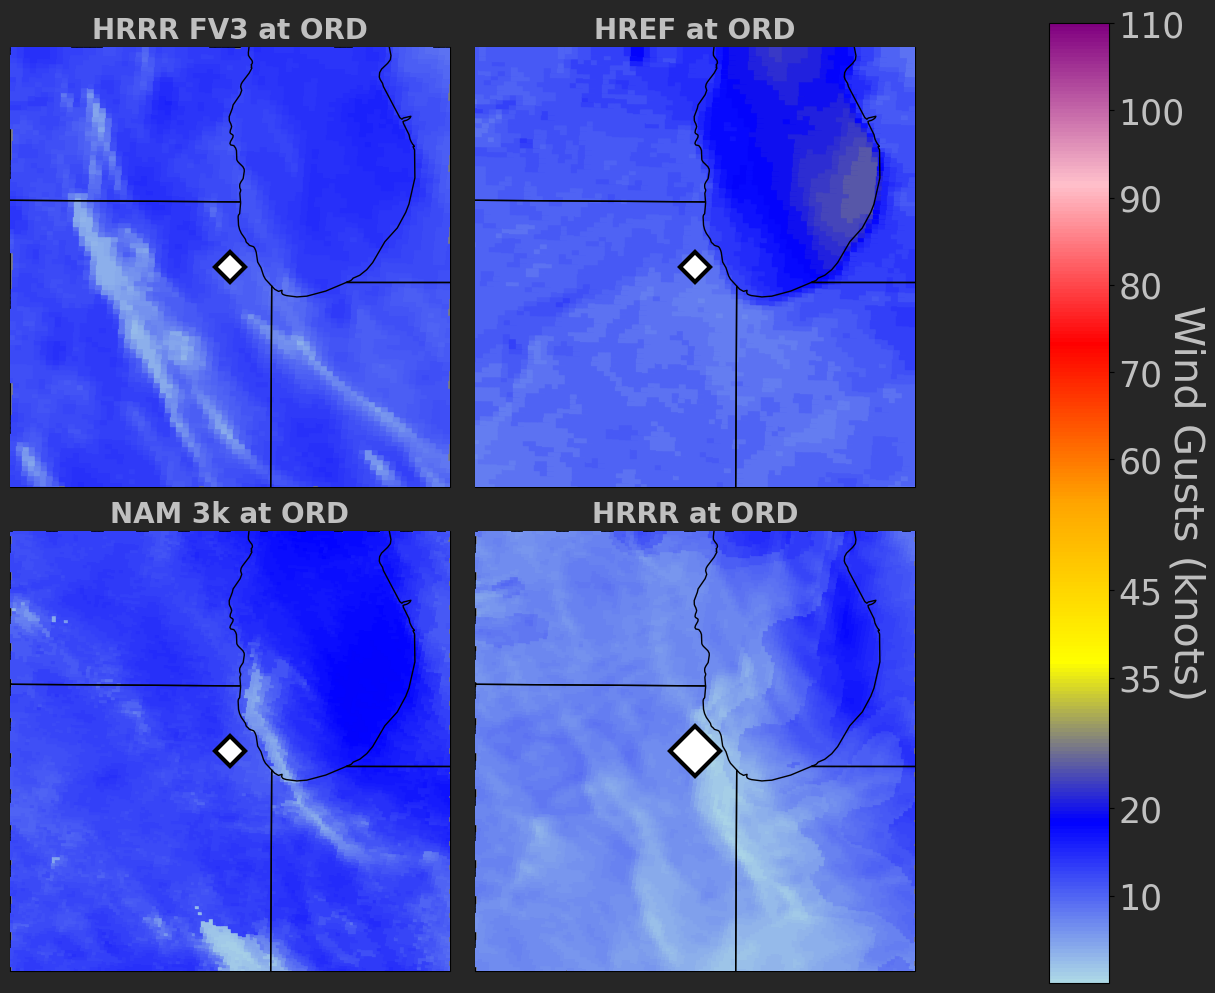 HRRR FV3 at ORD
HREF at ORD
NAM 3k at ORD
HRRR at ORD
110
100
90
80
70
60
45
35
20
10
Wind Gusts (knots)